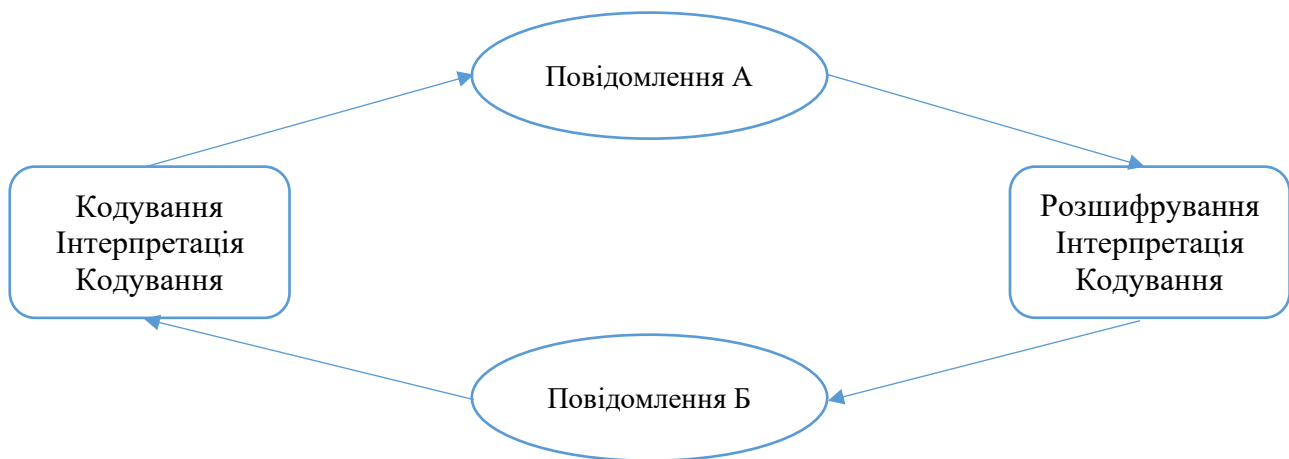 Повідомлення А
Кодування
Інтерпретація
Кодування
Розшифрування
Інтерпретація
Кодування
Повідомлення Б